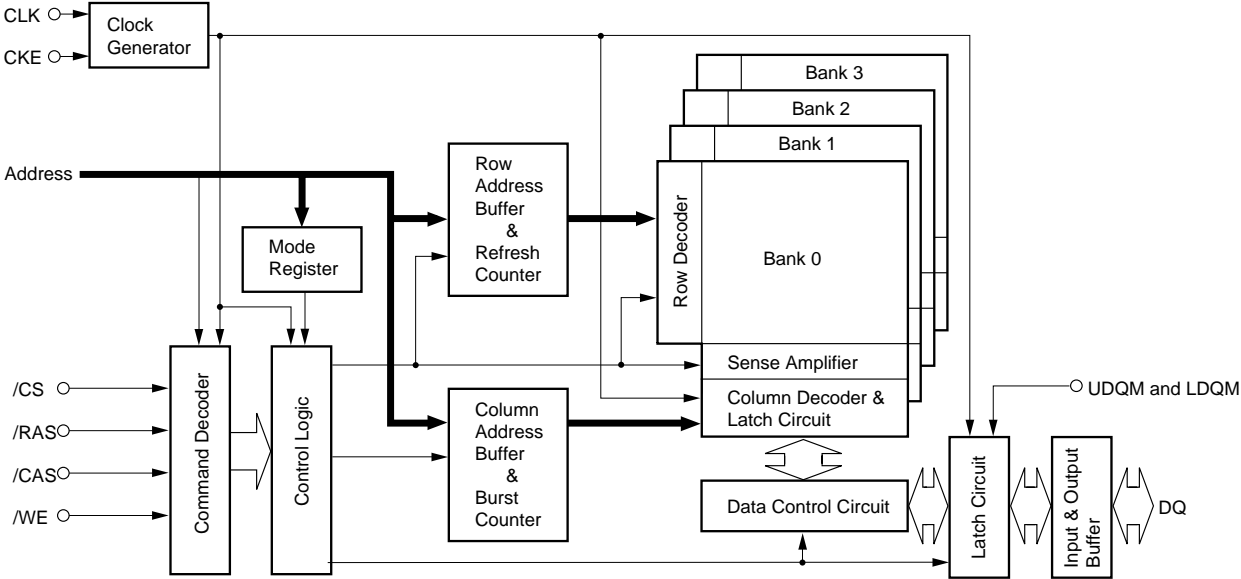 CLK
CKE
Clock
Generator
Bank 3
Bank 2
Bank 1
Address
Row
Address
Buffer
&
Refresh
Counter
Mode
Register
Row Decoder
Bank 0
Sense Amplifier
Column Decoder &
Latch Circuit
/CS
/RAS
/CAS
/WE
Command Decoder
Control Logic
Column
Address
Buffer
&
Burst
Counter
UDQM and LDQM
Data Control Circuit
Latch Circuit
Input & Output
Buffer
DQ